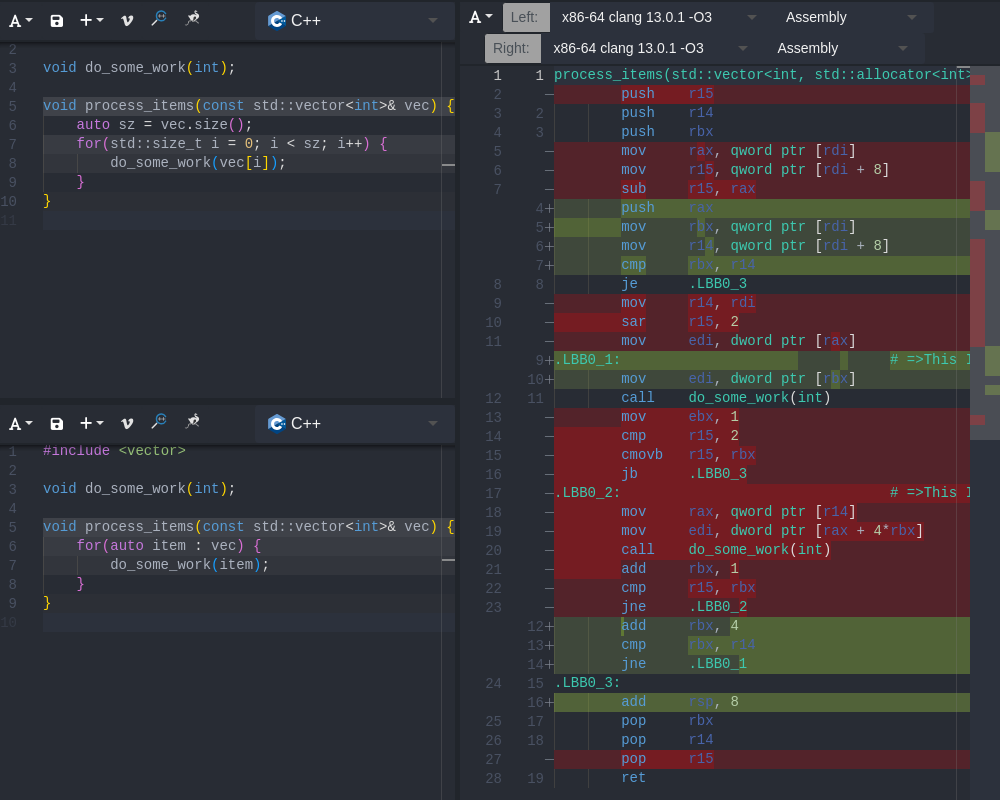 C++
2
3 void do_some_work(int);
4
5 void process_items(const std::vector<int>& vec) {
6     auto sz = vec.size();
7     for(std::size_t i = 0; i < sz; i++) {
8         do_some_work(vec[i]);
9     }
10 }
11
C++
1 #include <vector>
2
3 void do_some_work(int);
4
5 void process_items(const std::vector<int>& vec) {
6     for(auto item : vec) {
7         do_some_work(item);
8     }
9 }
10
A Left: x86-64 clang 13.0.1 -O3 Assembly
Right: x86-64 clang 13.0.1 -O3 Assembly
1 1 process_items(std::vector<int, std::allocator<int>
2 — push r15
3 2 push r14
4 3 push rbx
5 — mov rax, qword ptr [rdi]
6 — mov r15, qword ptr [rdi + 8]
7 — sub r15, rax
4+ push rax
5+ mov rbx, qword ptr [rdi]
6+ mov r14, qword ptr [rdi + 8]
7+ cmp rbx, r14
8 8 je .LBB0_3
9 — mov r14, rdi
10 — sar r15, 2
11 — mov edi, dword ptr [rax]
9+ .LBB0_1: # =>This I
10+ mov edi, dword ptr [rbx]
12 11 call do_some_work(int)
13 — mov ebx, 1
14 — cmp r15, 2
15 — cmovb r15, rbx
16 — jb .LBB0_3
17 — .LBB0_2: # =>This I
18 — mov rax, qword ptr [r14]
19 — mov edi, dword ptr [rax + 4*rbx]
20 — call do_some_work(int)
21 — add rbx, 1
22 — cmp r15, rbx
23 — jne .LBB0_2
12+ add rbx, 4
13+ cmp rbx, r14
14+ jne .LBB0_1
24 15 .LBB0_3:
16+ add rsp, 8
25 17 pop rbx
26 18 pop r14
27 — pop r15
28 19 ret